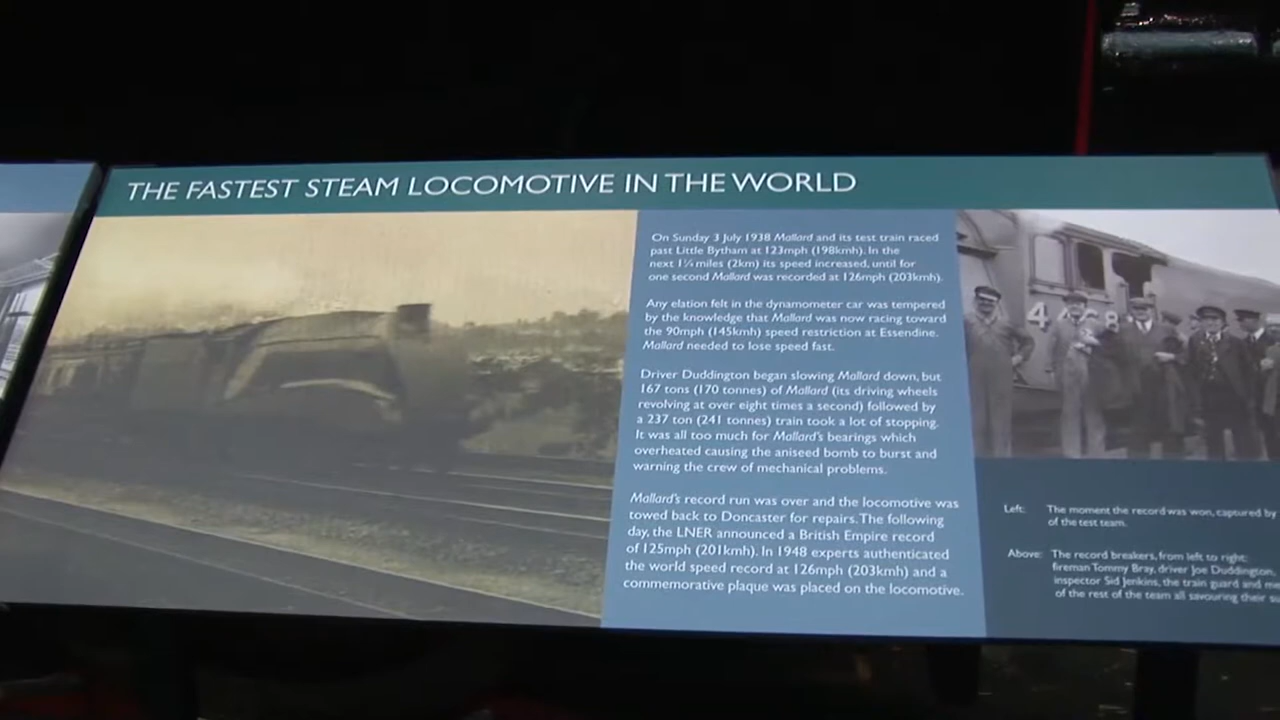 THE FASTEST STEAM LOCOMOTIVE IN THE WORLD
On Sunday 3 July 1938 Mallard and its test train raced
past Little Bytham at 123mph (198kmh). In the
next 1¼ miles (2km) its speed increased, until for
one second Mallard was recorded at 126mph (203kmh).
Any elation felt in the dynamometer car was tempered
by the knowledge that Mallard was now racing toward
the 90mph (145kmh) speed restriction at Essendine.
Mallard needed to lose speed fast.
Driver Duddington began slowing Mallard down, but
167 tons (170 tonnes) of Mallard (its driving wheels
revolving at over eight times a second) followed by
a 237 ton (241 tonnes) train took a lot of stopping.
It was all too much for Mallard's bearings which
overheated causing the aniseed bomb to burst and
warning the crew of mechanical problems.
Mallard's record run was over and the locomotive was
towed back to Doncaster for repairs. The following
day, the LNER announced a British Empire record
of 125mph (201kmh). In 1948 experts authenticated
the world speed record at 126mph (203kmh) and a
commemorative plaque was placed on the locomotive.
4 68
Left: The moment the record was won, captured by
of the test team.
Above: The record breakers, from left to right:
fireman Tommy Bray, driver Joe Duddington,
inspector Sid Jenkins, the train guard and
of the rest of the team all savouring their